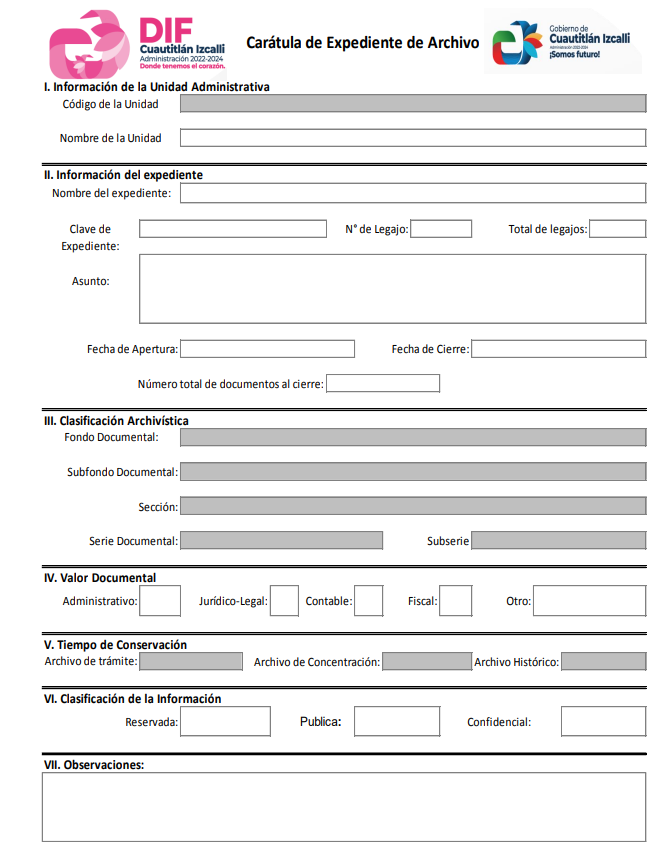 DIF
Cuautitlán Izcalli
Administración 2022-2024
Donde tenemos el corazón.
Carátula de Expediente de Archivo
Gobierno de
Cuautitlán Izcalli
Administración 2022-2024
¡Somos futuro!
I. Información de la Unidad Administrativa
Código de la Unidad
Nombre de la Unidad
II. Información del expediente
Nombre del expediente:
Clave de Expediente:
N° de Legajo:
Total de legajos:
Asunto:
Fecha de Apertura:
Fecha de Cierre:
Número total de documentos al cierre:
III. Clasificación Archivística
Fondo Documental:
Subfondo Documental:
Sección:
Serie Documental:
Subserie
IV. Valor Documental
Administrativo:
Jurídico-Legal:
Contable:
Fiscal:
Otro:
V. Tiempo de Conservación
Archivo de trámite:
Archivo de Concentración:
Archivo Histórico:
VI. Clasificación de la Información
Reservada:
Publica:
Confidencial:
VII. Observaciones: